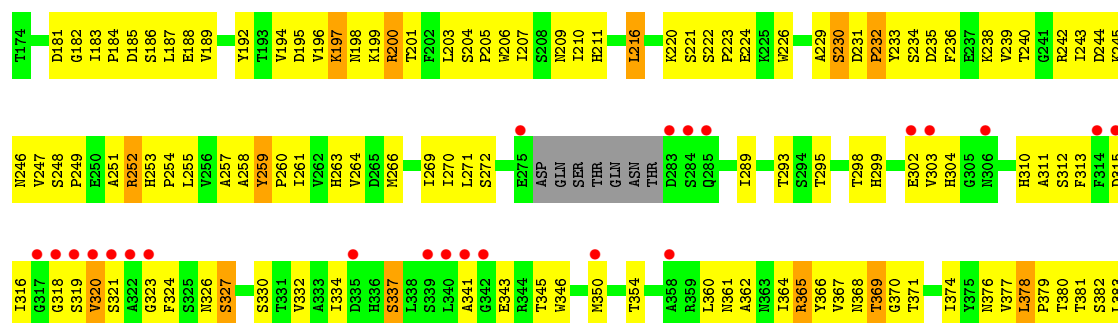 T174 D181 G182 I183 P184 D185 S186 L187 E188 V189 Y192 T193 V194 D195 V196 K197 N198 K199 R200 T201 F202 L203 S204 P205 W206 I207 S208 N209 I210 H211 L216 K220 S221 S222 P223 E224 K225 W226 A229 S230 D231 P232 Y233 S234 D235 F236 E237 K238 V239 T240 G241 R242 I243 D244 K245
N246 V247 S248 P249 E250 A251 R252 H253 P254 L255 V256 A257 A258 Y259 P260 I261 V262 H263 V264 D265 M266 I269 I270 L271 S272 E275 ASP GLN SER THR GLN ASN THR D283 S284 Q285 I289 T293 S294 T295 T298 H299 E302 V303 H304 G305 N306 H310 A311 S312 F313 F314 D315
I316 G317 G318 S319 V320 S321 A322 G323 F324 S325 N326 S327 S330 T331 V332 A333 I334 D335 H336 S337 L338 S339 L340 A341 G342 E343 R344 T345 W346 M350 T354 A358 R359 L360 N361 A362 N363 I364 R365 Y366 V367 N368 T369 G370 T371 I374 Y375 N376 V377 L378 P379 T380 T381 S382